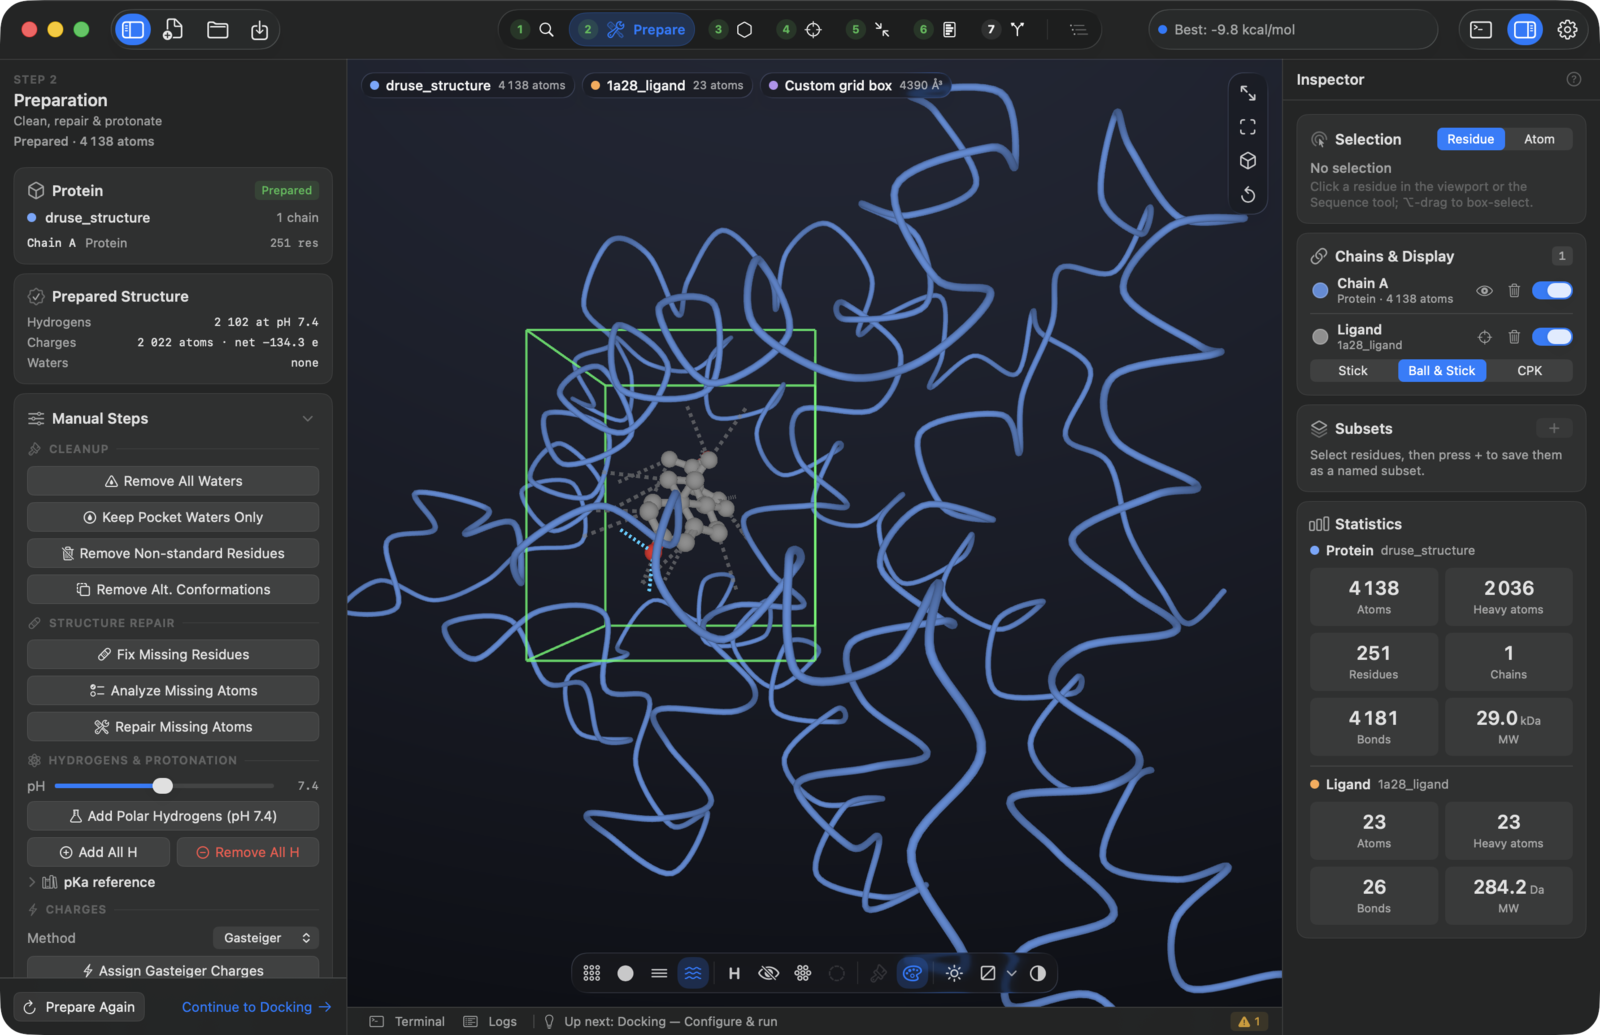 1
2 Prepare
3
4
5
6
7
Best: -9.8 kcal/mol
STEP 2
Preparation
Clean, repair & protonate
Prepared · 4 138 atoms
Protein Prepared
druse_structure 1 chain
Chain A Protein 251 res
Prepared Structure
Hydrogens 2 102 at pH 7.4
Charges 2 022 atoms · net −134.3 e
Waters none
Manual Steps
CLEANUP
Remove All Waters
Keep Pocket Waters Only
Remove Non-standard Residues
Remove Alt. Conformations
STRUCTURE REPAIR
Fix Missing Residues
Analyze Missing Atoms
Repair Missing Atoms
HYDROGENS & PROTONATION
pH 7.4
Add Polar Hydrogens (pH 7.4)
Add All H Remove All H
pKa reference
CHARGES
Method Gasteiger
Assign Gasteiger Charges
Prepare Again Continue to Docking →
druse_structure 4 138 atoms 1a28_ligand 23 atoms Custom grid box 4390 Å³
H
Terminal Logs Up next: Docking — Configure & run 1
Inspector
Selection Residue Atom
No selection
Click a residue in the viewport or the
Sequence tool; ⌥-drag to box-select.
Chains & Display 1
Chain A
Protein · 4 138 atoms
Ligand
1a28_ligand
Stick Ball & Stick CPK
Subsets +
Select residues, then press + to save them
as a named subset.
Statistics
Protein druse_structure
4 138 2 036
Atoms Heavy atoms
251 1
Residues Chains
4 181 29.0 kDa
Bonds MW
Ligand 1a28_ligand
23 23
Atoms Heavy atoms
26 284.2 Da
Bonds MW